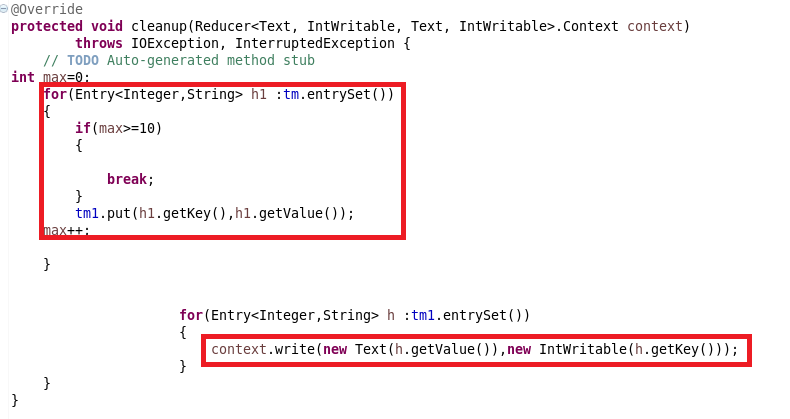 @Override
protected void cleanup(Reducer<Text, IntWritable, Text, IntWritable>.Context context)
throws IOException, InterruptedException {
// TODO Auto-generated method stub
int max=0;
for(Entry<Integer,String> h1 :tm.entrySet())
{
if(max>=10)
{
break;
}
tm1.put(h1.getKey(),h1.getValue());
max++;
}
for(Entry<Integer,String> h :tm1.entrySet())
{
context.write(new Text(h.getValue()),new IntWritable(h.getKey()));
}
}
}